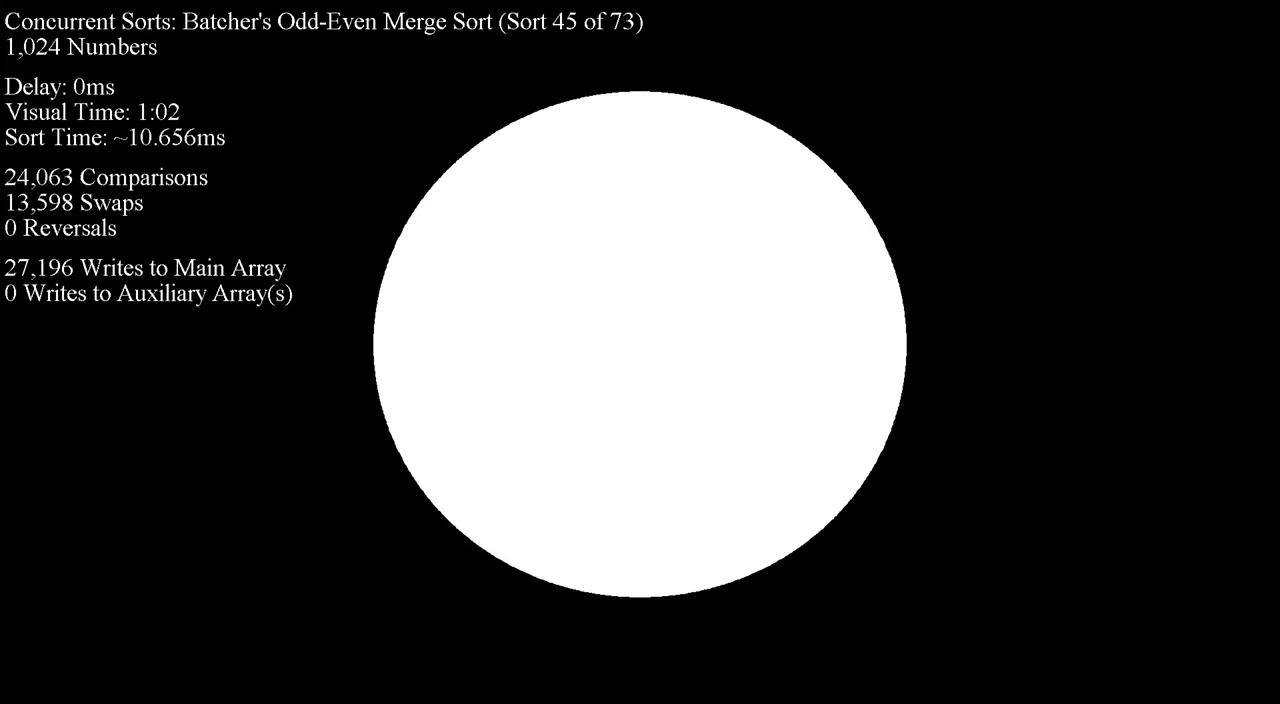 Concurrent Sorts: Batcher's Odd-Even Merge Sort (Sort 45 of 73)
1,024 Numbers
Delay: 0ms
Visual Time: 1:02
Sort Time: ~10.656ms
24,063 Comparisons
13,598 Swaps
0 Reversals
27,196 Writes to Main Array
0 Writes to Auxiliary Array(s)